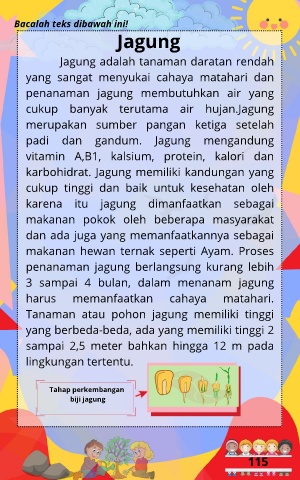 Bacalah teks dibawah ini!
Jagung
Jagung adalah tanaman daratan rendah
yang sangat menyukai cahaya matahari dan
penanaman jagung membutuhkan air yang
cukup banyak terutama air hujan.Jagung
merupakan sumber pangan ketiga setelah
padi dan gandum. Jagung mengandung
vitamin A,B1, kalsium, protein, kalori dan
karbohidrat. Jagung memiliki kandungan yang
cukup tinggi dan baik untuk kesehatan oleh
karena itu jagung dimanfaatkan sebagai
makanan pokok oleh beberapa masyarakat
dan ada juga yang memanfaatkannya sebagai
makanan hewan ternak seperti Ayam. Proses
penanaman jagung berlangsung kurang lebih
3 sampai 4 bulan, dalam menanam jagung
harus memanfaatkan cahaya matahari.
Tanaman atau pohon jagung memiliki tinggi
yang berbeda-beda, ada yang memiliki tinggi 2
sampai 2,5 meter bahkan hingga 12 m pada
lingkungan tertentu.
Tahap perkembangan
biji jagung
115